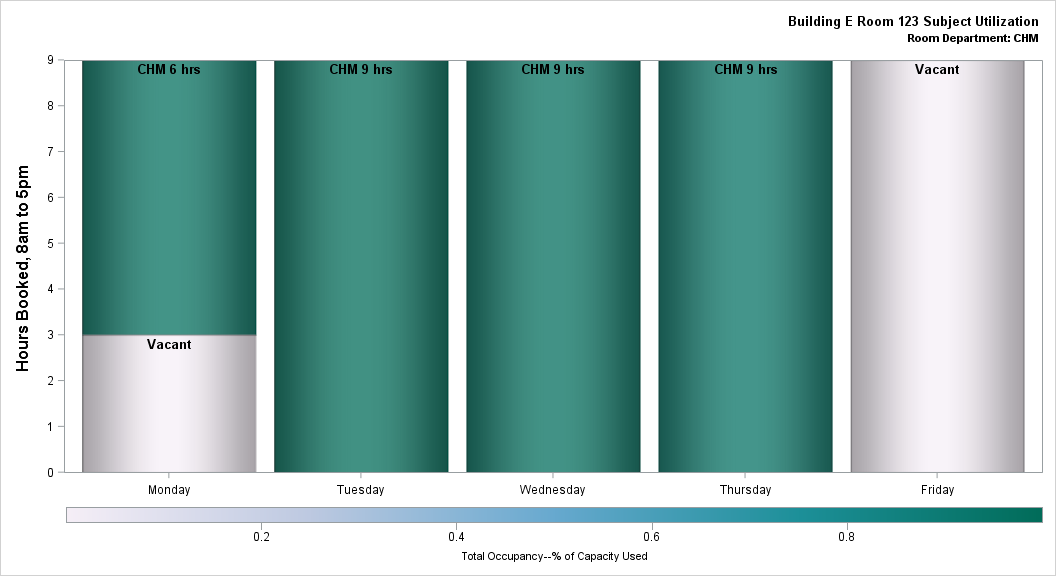 Building E Room 123 Subject Utilization
Room Department: CHM
Hours Booked, 8am to 5pm
9
8
7
6
5
4
3
2
1
0
CHM 6 hrs
CHM 9 hrs
CHM 9 hrs
CHM 9 hrs
Vacant
Vacant
Monday
Tuesday
Wednesday
Thursday
Friday
0.2
0.4
0.6
0.8
Total Occupancy--% of Capacity Used